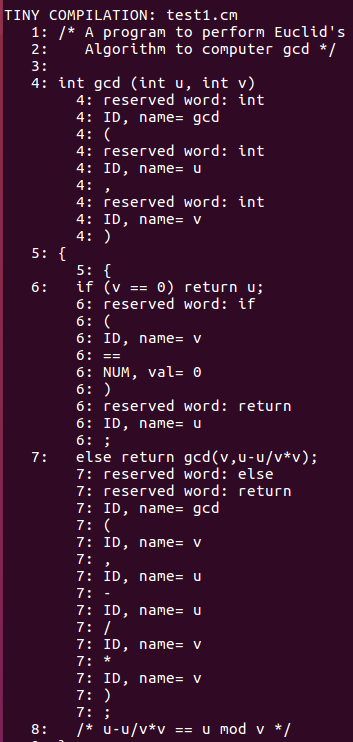 TINY COMPILATION: test1.cm
1: /* A program to perform Euclid's
2:    Algorithm to computer gcd */
3:
4: int gcd (int u, int v)
4: reserved word: int
4: ID, name= gcd
4: (
4: reserved word: int
4: ID, name= u
4: ,
4: reserved word: int
4: ID, name= v
4: )
5: {
5: {
6:   if (v == 0) return u;
6: reserved word: if
6: (
6: ID, name= v
6: ==
6: NUM, val= 0
6: )
6: reserved word: return
6: ID, name= u
6: ;
7:   else return gcd(v,u-u/v*v);
7: reserved word: else
7: reserved word: return
7: ID, name= gcd
7: (
7: ID, name= v
7: ,
7: ID, name= u
7: -
7: ID, name= u
7: /
7: ID, name= v
7: *
7: ID, name= v
7: )
7: ;
8:   /* u-u/v*v == u mod v */